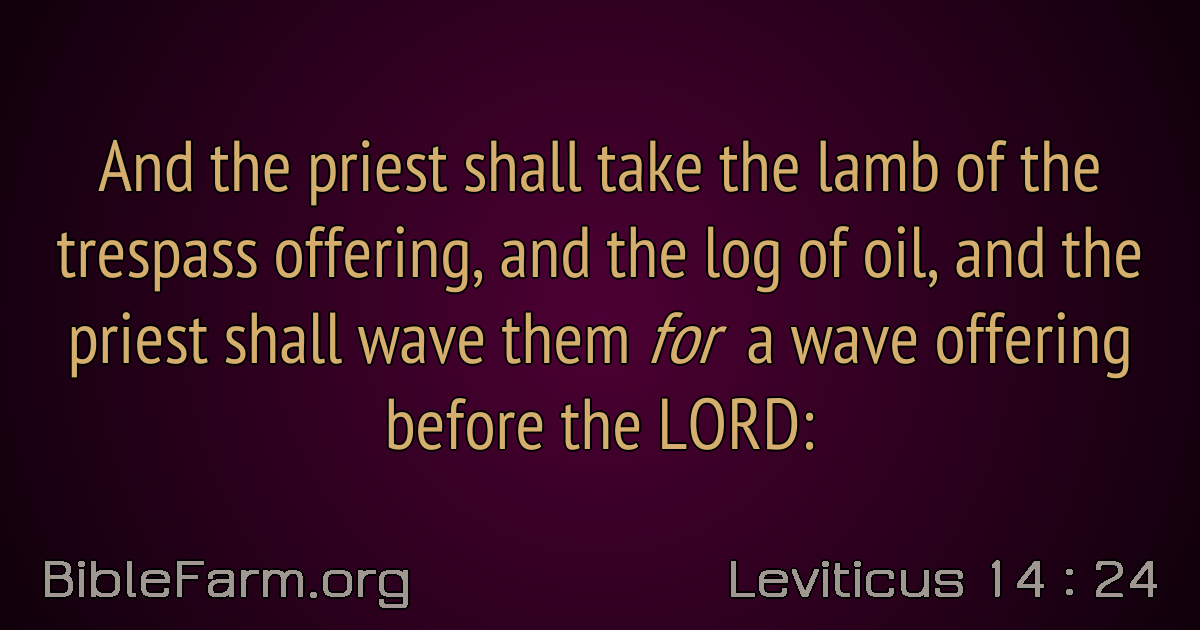 And the priest shall take the lamb of the
trespass offering, and the log of oil, and the
priest shall wave them for a wave offering
before the LORD:
BibleFarm.org
Leviticus 14 : 24